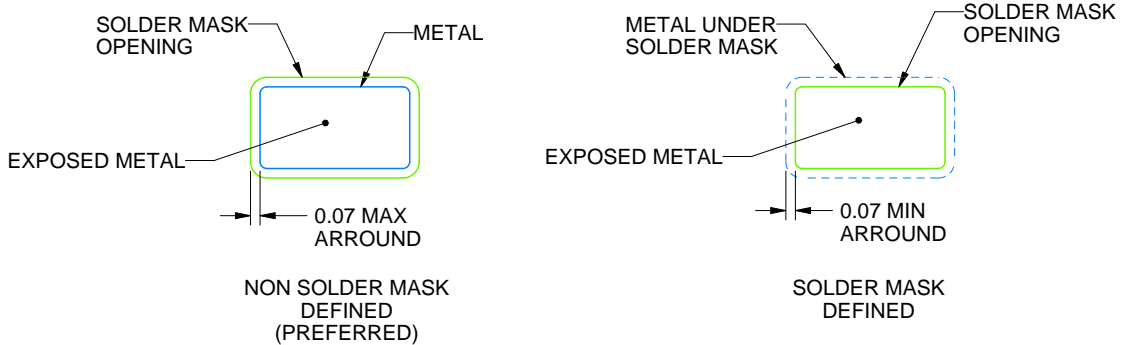 SOLDER MASK
OPENING
METAL
EXPOSED METAL
0.07 MAX
ARROUND
NON SOLDER MASK
DEFINED
(PREFERRED)
METAL UNDER
SOLDER MASK
SOLDER MASK
OPENING
EXPOSED METAL
0.07 MIN
ARROUND
SOLDER MASK
DEFINED